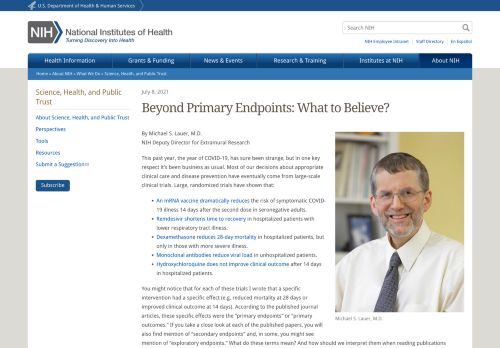 U.S. Department of Health & Human Services
Search NIH
NIH National Institutes of Health
Turning Discovery Into Health
NIH Employee Intranet | Staff Directory | En Español
Health Information
Grants & Funding
News & Events
Research & Training
Institutes at NIH
About NIH
Home » About NIH » What We Do » Science, Health, and Public Trust
Science, Health, and Public
Trust
About Science, Health, and Public Trust
Perspectives
Tools
Resources
Submit a Suggestion
Subscribe
July 8, 2021
Beyond Primary Endpoints: What to Believe?
By Michael S. Lauer, M.D.
NIH Deputy Director for Extramural Research
This past year, the year of COVID-19, has sure been strange, but in one key
respect it's been business as usual. Most of our decisions about appropriate
clinical care and disease prevention have eventually come from large-scale
clinical trials. Large, randomized trials have shown that:
An mRNA vaccine dramatically reduces the risk of symptomatic COVID-
19 illness 14 days after the second dose in seronegative adults.
Remdesivir shortens time to recovery in hospitalized patients with
lower respiratory tract illness.
Dexamethasone reduces 28-day mortality in hospitalized patients, but
only in those with more severe illness.
Monoclonal antibodies reduce viral load in unhospitalized patients.
Hydroxychloroquine does not improve clinical outcome after 14 days
in hospitalized patients.
You might notice that for each of these trials I wrote that a specific
intervention had a specific effect (e.g., reduced mortality at 28 days or
improved clinical outcome at 14 days). According to the published journal
articles, these specific effects were the "primary endpoints" or "primary
outcomes." If you take a close look at each of the published papers, you will
also find mention of "secondary endpoints" and, in some, you might see
mention of "exploratory endpoints." What do these terms mean? And how should we interpret them when reading publications
Michael S. Lauer, M.D.